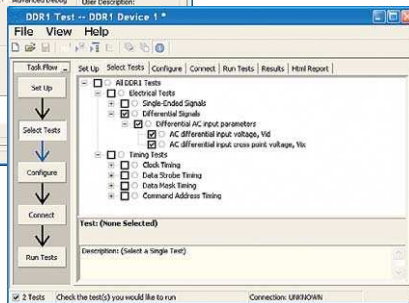 Advanced Debug User Description:
DDR1 Test -- DDR1 Device 1 *
File View Help
Task Flow
Set Up Select Tests Configure Connect Run Tests Results Html Report
Set Up
Select Tests
Configure
Connect
Run Tests
All DDR1 Tests
Electrical Tests
Single-Ended Signals
Differential Signals
Differential AC input parameters
AC differential input voltage, Vid
AC differential input cross point voltage, Vix
Timing Tests
Clock Timing
Data Strobe Timing
Data Mask Timing
Command Address Timing
Test: (None Selected)
Description: (Select a Single Test)
2 Tests Check the test(s) you would like to run Connection: UNKNOWN